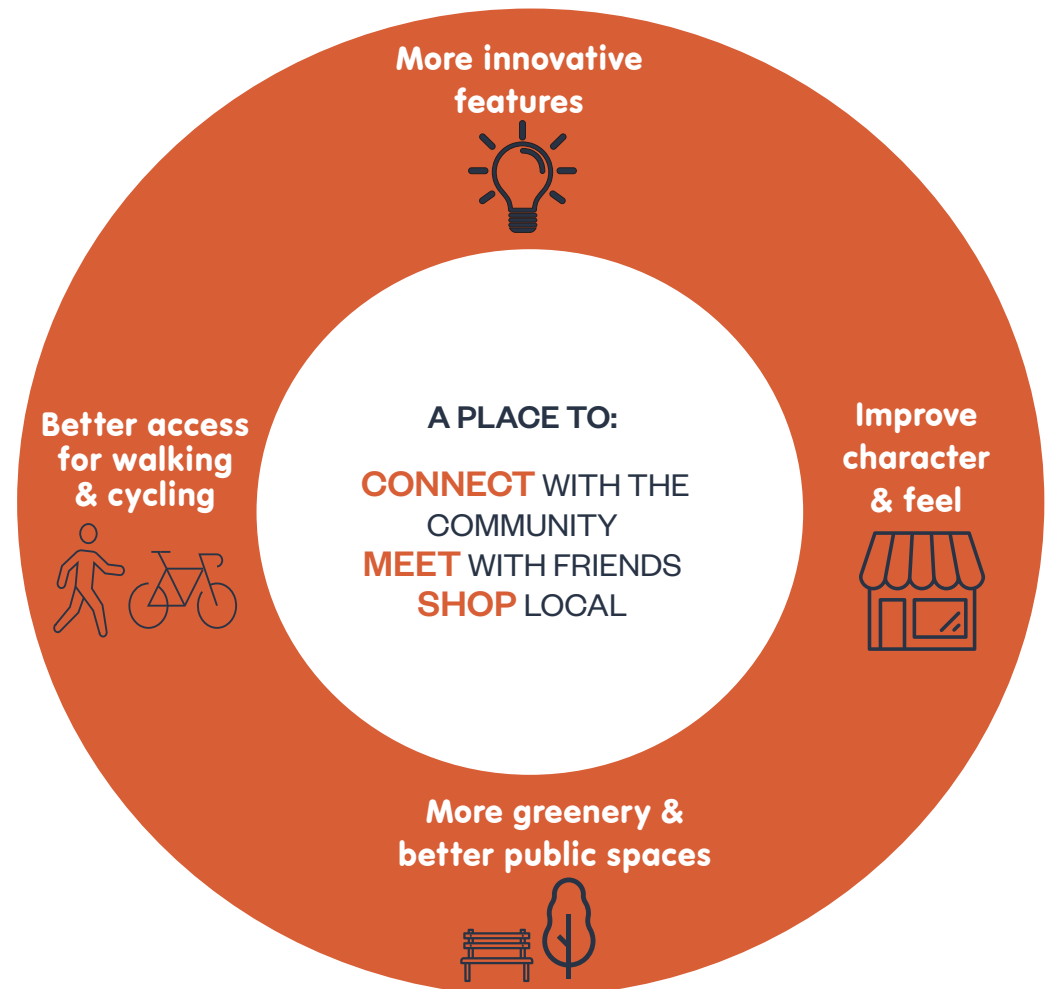 More innovative
features
Better access
for walking
& cycling
A PLACE TO:
CONNECT WITH THE
COMMUNITY
MEET WITH FRIENDS
SHOP LOCAL
Improve
character
& feel
More greenery &
better public spaces